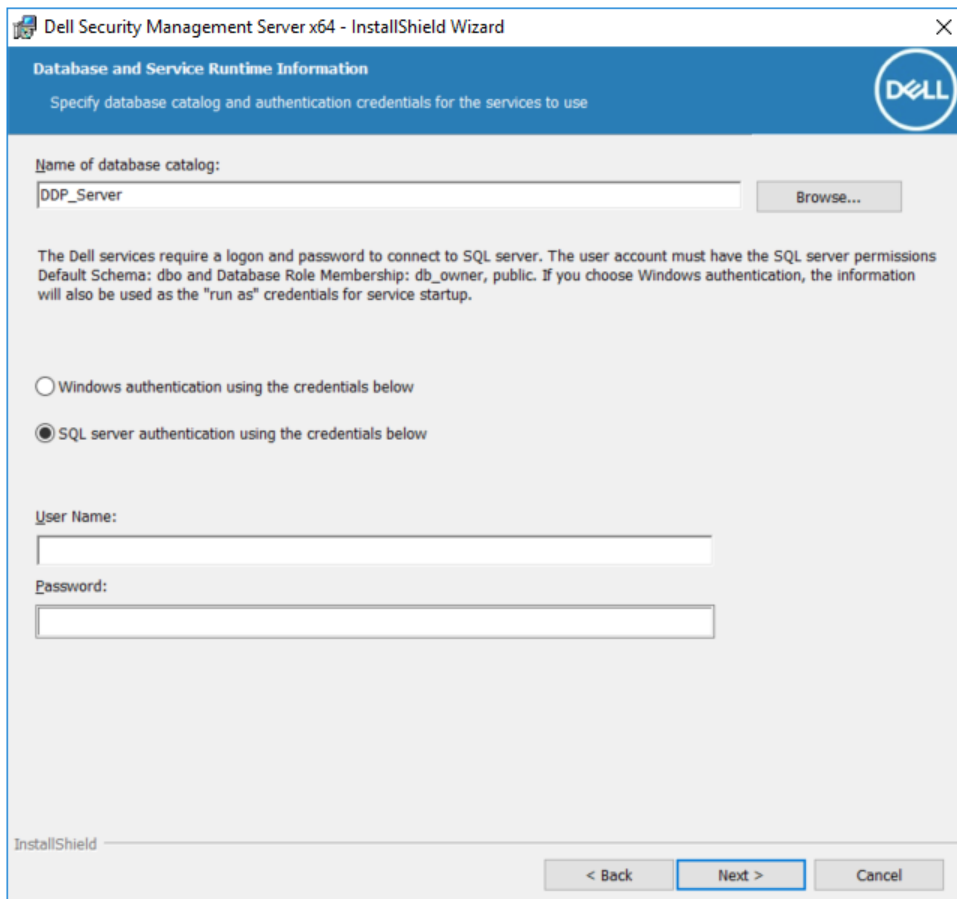 Dell Security Management Server x64 - InstallShield Wizard
Database and Service Runtime Information
Specify database catalog and authentication credentials for the services to use
DELL
Name of database catalog:
DDP_Server
Browse...
The Dell services require a logon and password to connect to SQL server. The user account must have the SQL server permissions
Default Schema: dbo and Database Role Membership: db_owner, public. If you choose Windows authentication, the information
will also be used as the "run as" credentials for service startup.
Windows authentication using the credentials below
SQL server authentication using the credentials below
User Name:
Password:
InstallShield
< Back Next > Cancel